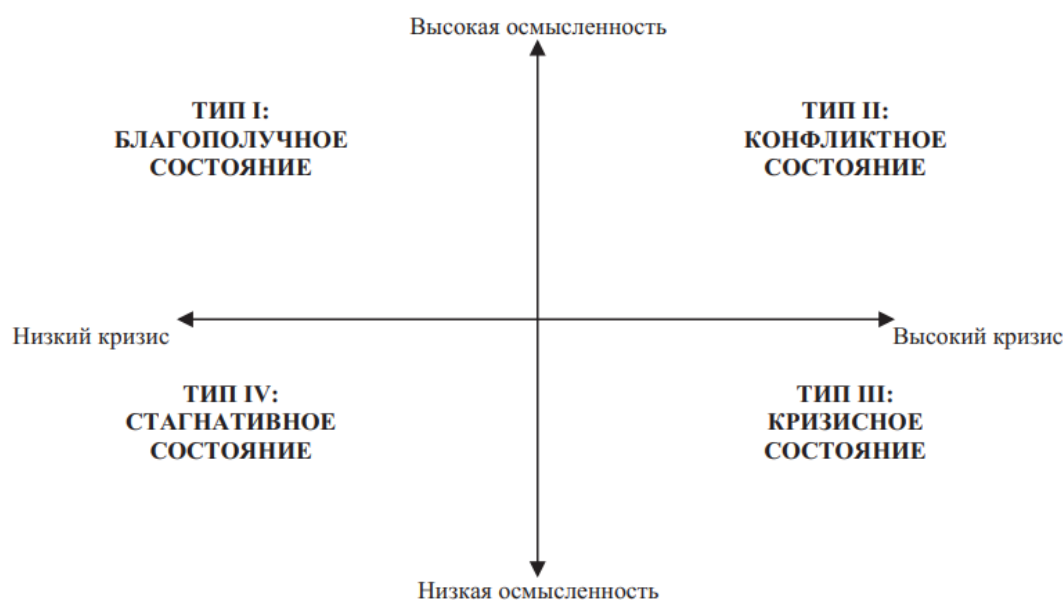 Высокая осмысленность
ТИП I:
БЛАГОПОЛУЧНОЕ
СОСТОЯНИЕ
ТИП II:
КОНФЛИКТНОЕ
СОСТОЯНИЕ
Низкий кризис
Высокий кризис
ТИП IV:
СТАГНАТИВНОЕ
СОСТОЯНИЕ
ТИП III:
КРИЗИСНОЕ
СОСТОЯНИЕ
Низкая осмысленность